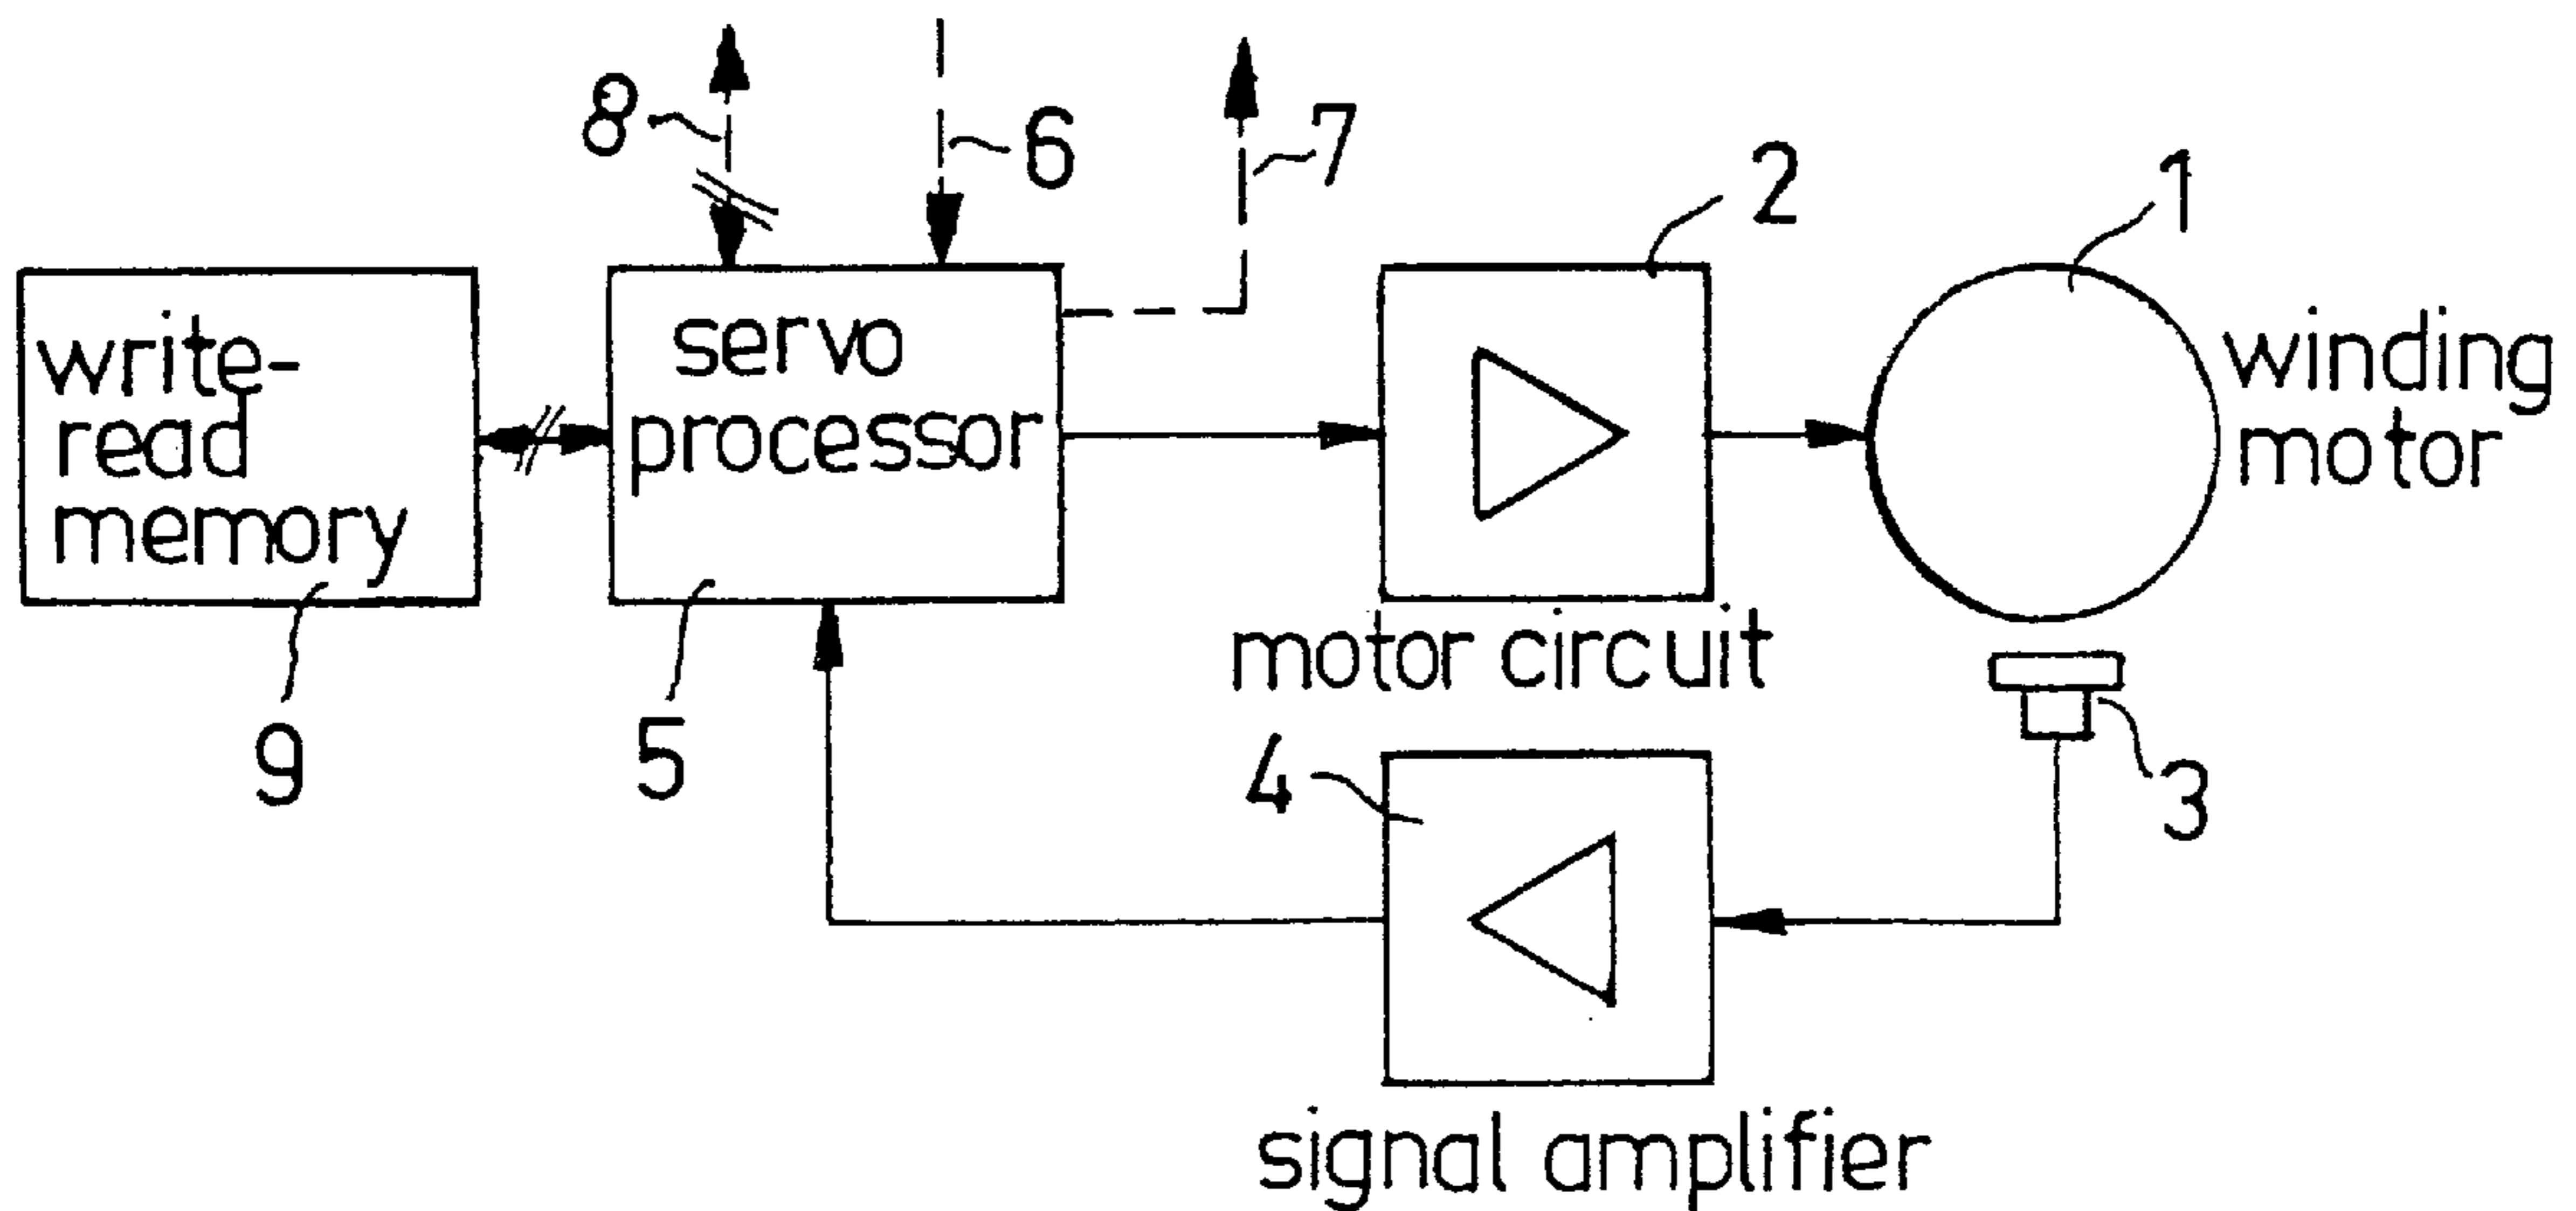 8
6
7
2
1
write-
read
memory
servo
processor
winding
motor
motor circuit
9
5
4
3
signal amplifier